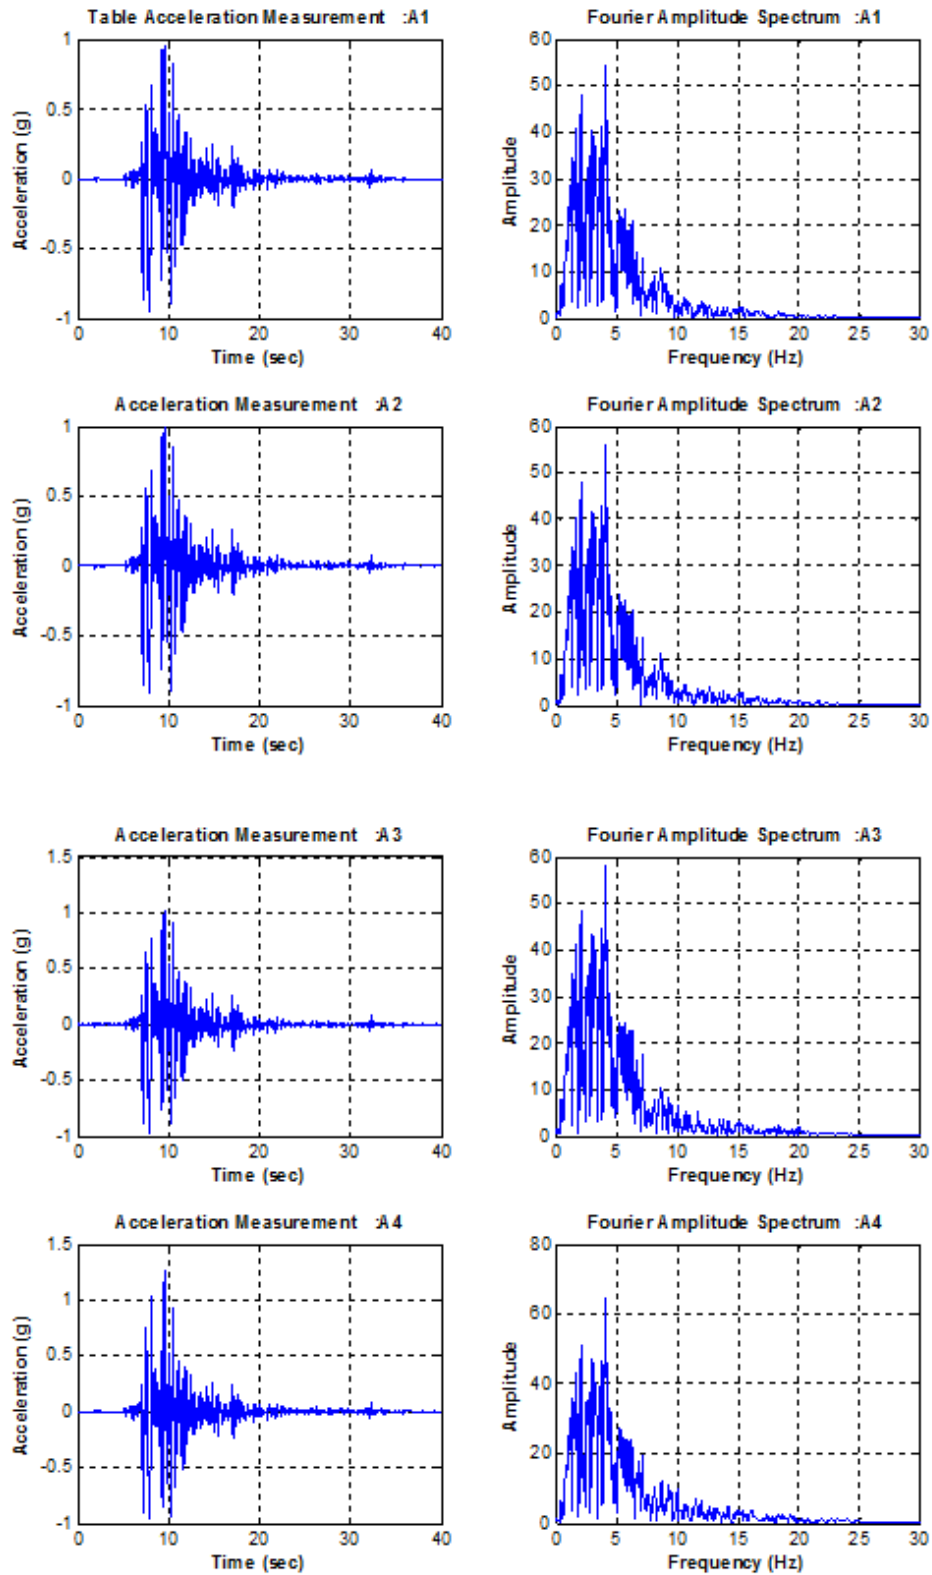 Table Acceleration Measurement :A1
Fourier Amplitude Spectrum :A1
1
0.5
0
-0.5
-1
Acceleration (g)
0 10 20 30 40
Time (sec)
60
50
40
30
20
10
0
Amplitude
0 5 10 15 20 25 30
Frequency (Hz)
Acceleration Measurement :A2
Fourier Amplitude Spectrum :A2
1
0.5
0
-0.5
-1
Acceleration (g)
0 10 20 30 40
Time (sec)
60
50
40
30
20
10
0
Amplitude
0 5 10 15 20 25 30
Frequency (Hz)
Acceleration Measurement :A3
Fourier Amplitude Spectrum :A3
1.5
1
0.5
0
-0.5
-1
Acceleration (g)
0 10 20 30 40
Time (sec)
60
50
40
30
20
10
0
Amplitude
0 5 10 15 20 25 30
Frequency (Hz)
Acceleration Measurement :A4
Fourier Amplitude Spectrum :A4
1.5
1
0.5
0
-0.5
-1
Acceleration (g)
0 10 20 30 40
Time (sec)
80
60
40
20
0
Amplitude
0 5 10 15 20 25 30
Frequency (Hz)